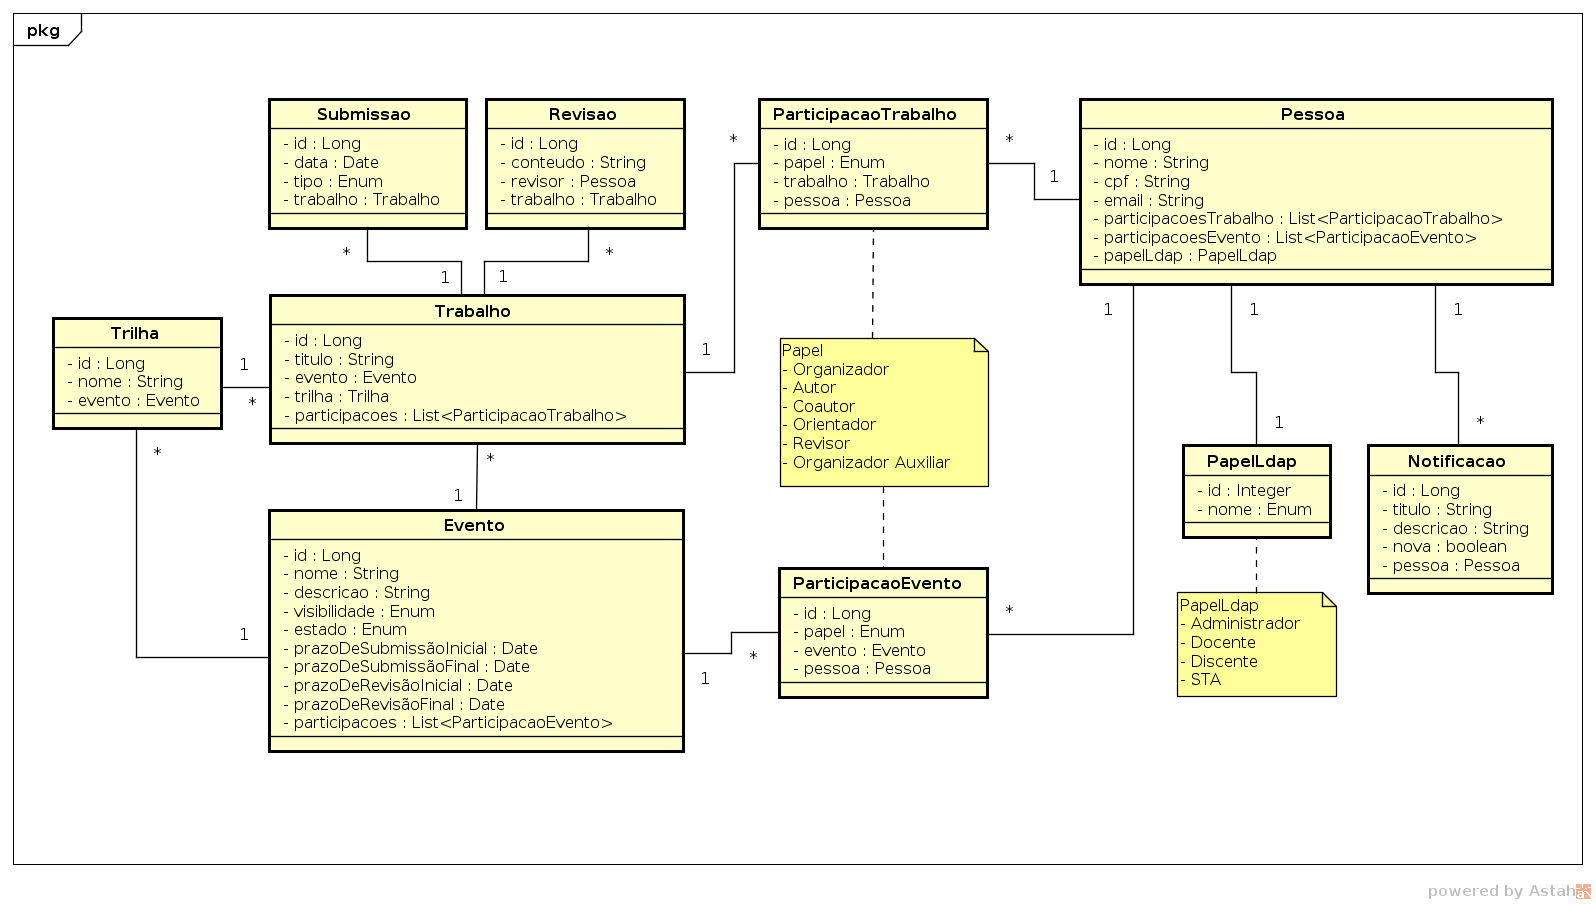 pkg
Submissao
- id : Long
- data : Date
- tipo : Enum
- trabalho : Trabalho
Revisao
- id : Long
- conteudo : String
- revisor : Pessoa
- trabalho : Trabalho
ParticipacaoTrabalho
- id : Long
- papel : Enum
- trabalho : Trabalho
- pessoa : Pessoa
Pessoa
- id : Long
- nome : String
- cpf : String
- email : String
- participacoesTrabalho : List<ParticipacaoTrabalho>
- participacoesEvento : List<ParticipacaoEvento>
- papelLdap : PapelLdap
*
*
1
*
*
1
1
Trilha
- id : Long
- nome : String
- evento : Evento
1
*
Trabalho
- id : Long
- titulo : String
- evento : Evento
- trilha : Trilha
- participacoes : List<ParticipacaoTrabalho>
1
Papel
- Organizador
- Autor
- Coautor
- Orientador
- Revisor
- Organizador Auxiliar
1
1
1
1
*
*
*
1
1
Evento
- id : Long
- nome : String
- descricao : String
- visibilidade : Enum
- estado : Enum
- prazoDeSubmissãoInicial : Date
- prazoDeSubmissãoFinal : Date
- prazoDeRevisãoInicial : Date
- prazoDeRevisãoFinal : Date
- participacoes : List<ParticipacaoEvento>
1
*
ParticipacaoEvento
- id : Long
- papel : Enum
- evento : Evento
- pessoa : Pessoa
*
PapelLdap
- id : Integer
- nome : Enum
Notificacao
- id : Long
- titulo : String
- descricao : String
- nova : boolean
- pessoa : Pessoa
PapelLdap
- Administrador
- Docente
- Discente
- STA
powered by Astah